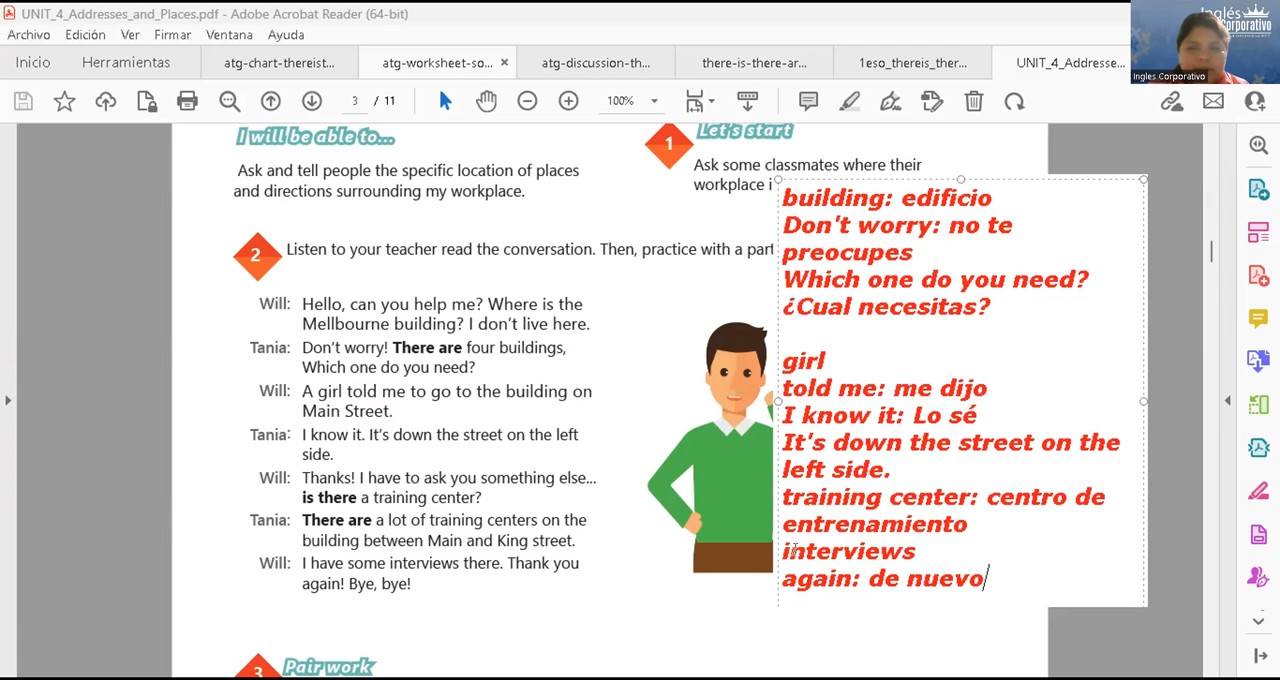 UNIT_4_Addresses_and_Places.pdf - Adobe Acrobat Reader (64-bit)
Archivo Edición Ver Firmar Ventana Ayuda
Inglés
Corporativo
Ingles Corporativo
Inicio Herramientas atg-chart-thereist... atg-worksheet-so... × atg-discussion-th... there-is-there-ar... 1eso_thereis_ther... UNIT_4_Addresse...
3 / 11 100%
I will be able to...
Ask and tell people the specific location of places
and directions surrounding my workplace.
1 Let's start
Ask some classmates where their
workplace i
2 Listen to your teacher read the conversation. Then, practice with a part
Will: Hello, can you help me? Where is the
Mellbourne building? I don't live here.
Tania: Don't worry! There are four buildings,
Which one do you need?
Will: A girl told me to go to the building on
Main Street.
Tania: I know it. It's down the street on the left
side.
Will: Thanks! I have to ask you something else...
is there a training center?
Tania: There are a lot of training centers on the
building between Main and King street.
Will: I have some interviews there. Thank you
again! Bye, bye!
building: edificio
Don't worry: no te
preocupes
Which one do you need?
¿Cual necesitas?
girl
told me: me dijo
I know it: Lo sé
It's down the street on the
left side.
training center: centro de
entrenamiento
interviews
again: de nuevo
3 Pair work